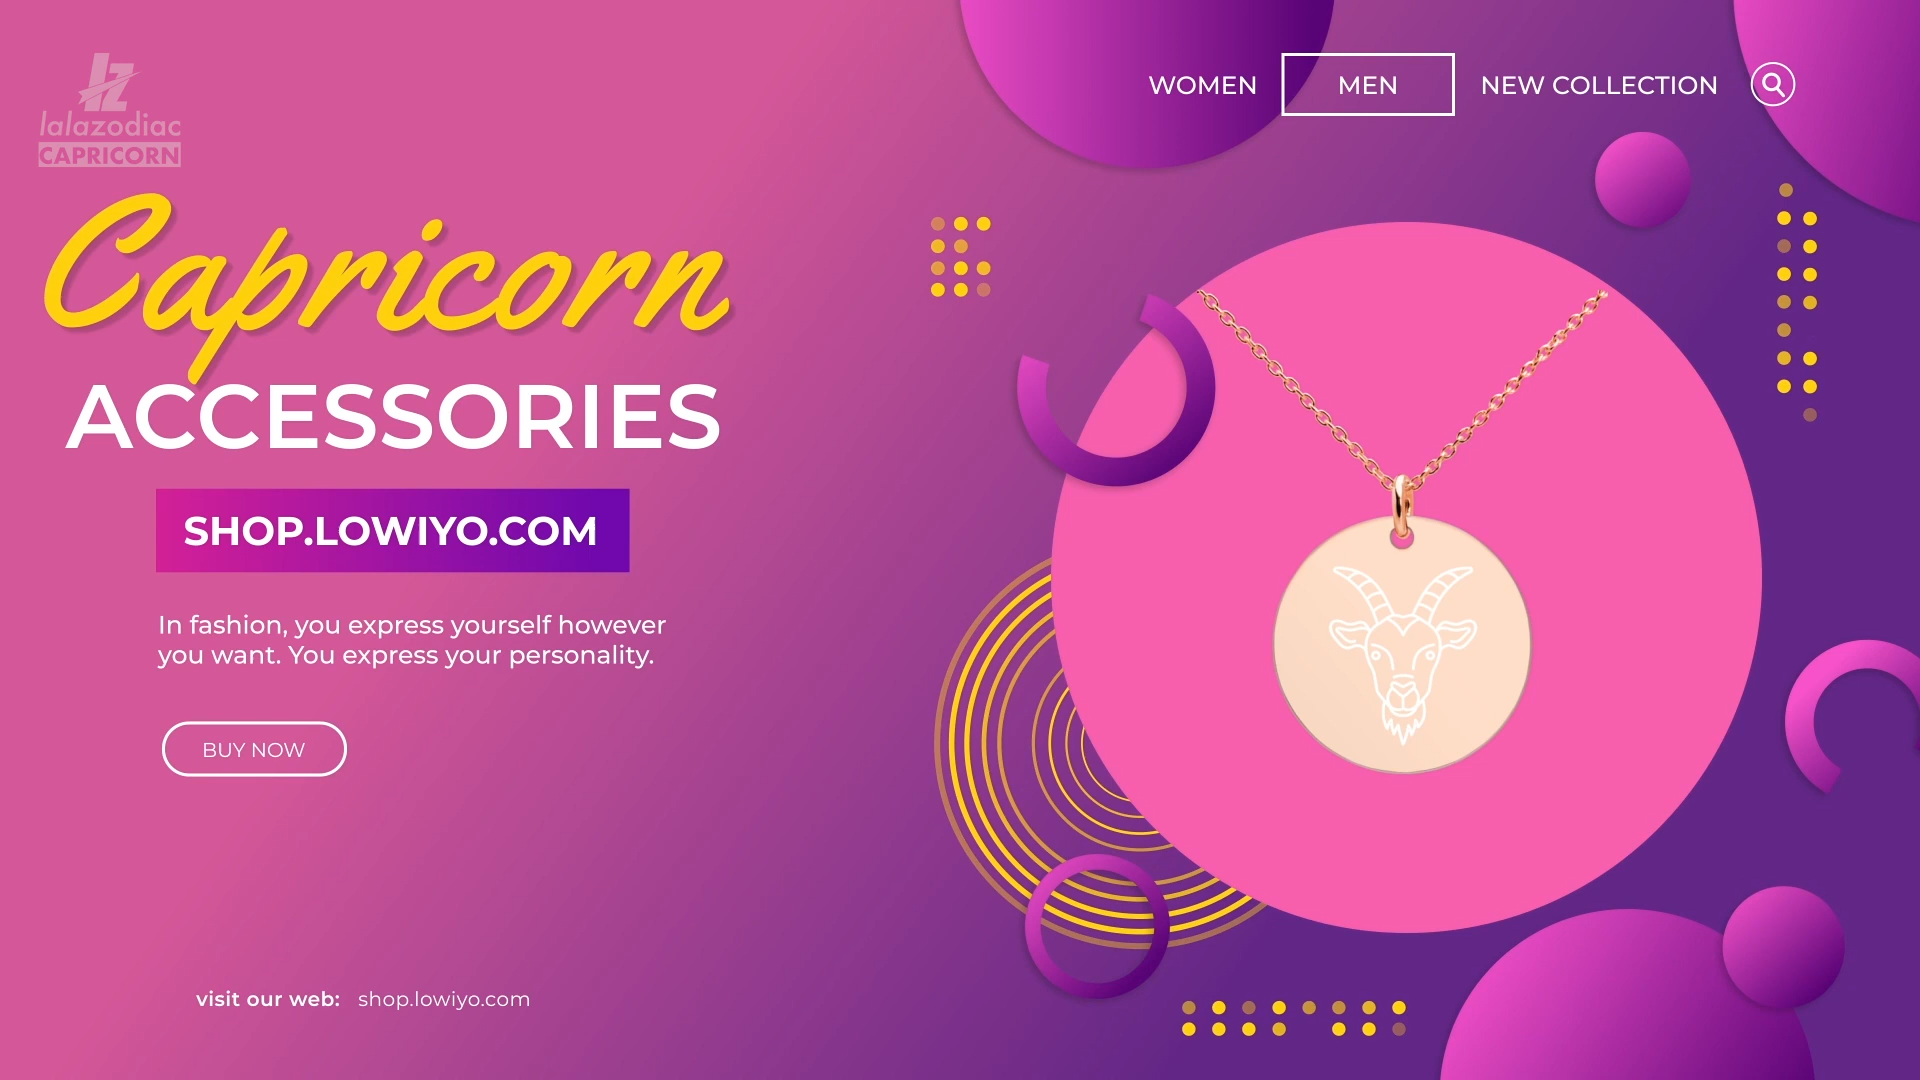 lz
lalazodiac
CAPRICORN
WOMEN MEN NEW COLLECTION
Capricorn
ACCESSORIES
SHOP.LOWIYO.COM
In fashion, you express yourself however
you want. You express your personality.
BUY NOW
visit our web: shop.lowiyo.com